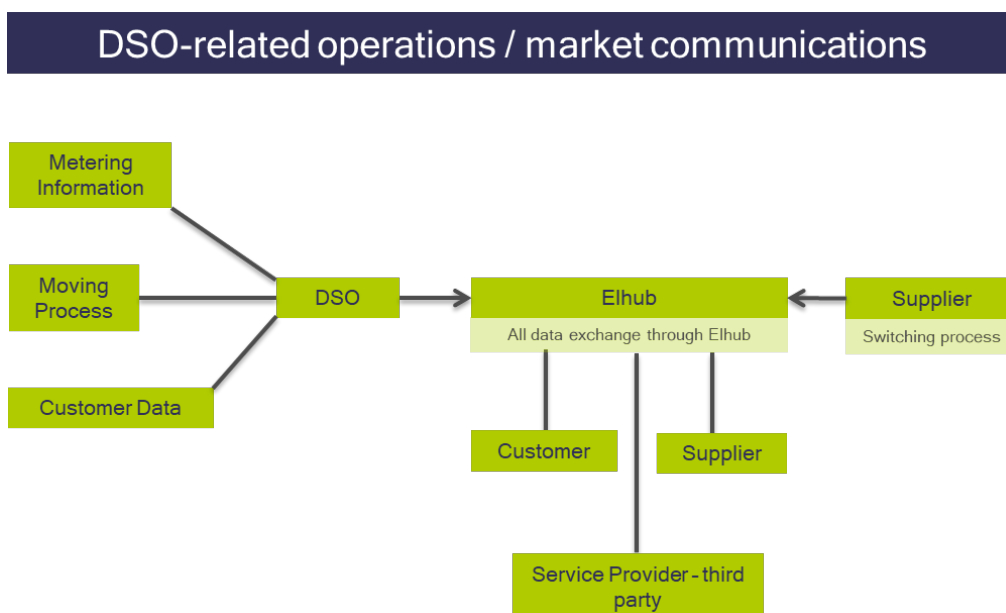 DSO-related operations / market communications
Metering
Information
Moving
Process
DSO
Elhub
Supplier
All data exchange through Elhub
Switching process
Customer Data
Customer
Supplier
Service Provider - third
party